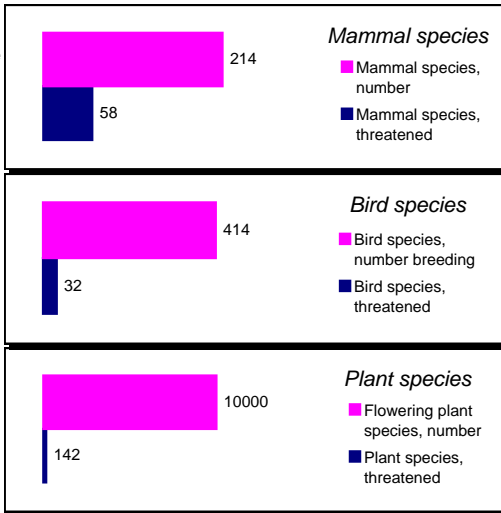 Mammal species
214
Mammal species,
number
58
Mammal species,
threatened
Bird species
414
Bird species,
number breeding
32
Bird species,
threatened
Plant species
10000
Flowering plant
species, number
142
Plant species,
threatened